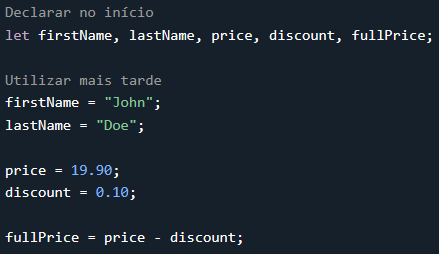 Declarar no início
let firstName, lastName, price, discount, fullPrice;
Utilizar mais tarde
firstName = "John";
lastName = "Doe";
price = 19.90;
discount = 0.10;
fullPrice = price - discount;